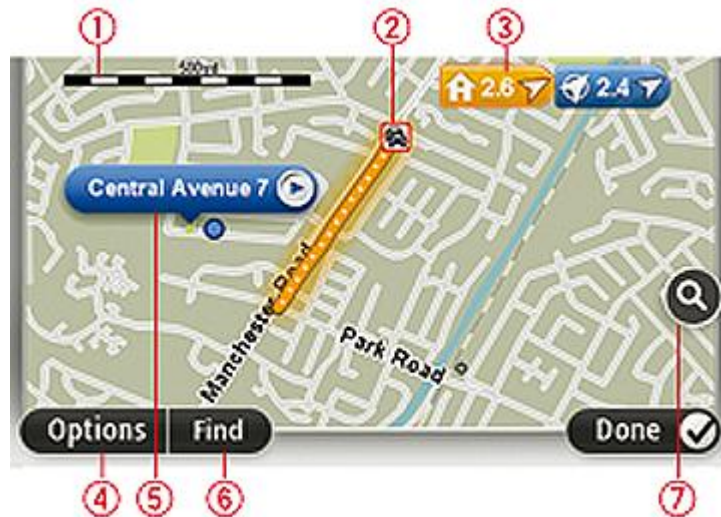 ① ② ③
500yd
2.6 2.4
Central Avenue 7
Manchester Road
Park Road
Options Find Done
④ ⑤ ⑥ ⑦